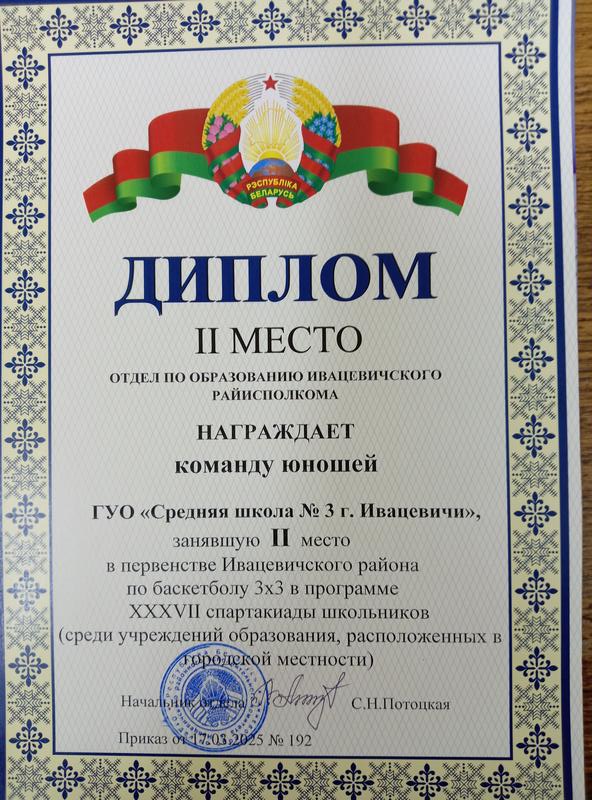 РЭСПУБЛІКА
БЕЛАРУСЬ
ДИПЛОМ
II МЕСТО
ОТДЕЛ ПО ОБРАЗОВАНИЮ ИВАЦЕВИЧСКОГО
РАЙИСПОЛКОМА
НАГРАЖДАЕТ
команду юношей
ГУО «Средняя школа № 3 г. Ивацевичи»,
занявшую II место
в первенстве Ивацевичского района
по баскетболу 3х3 в программе
XXXVII спартакиады школьников
(среди учреждений образования, расположенных в
городской местности)
Начальник отдела
С.Н.Потоцкая
Приказ от 17.03.2025 № 192